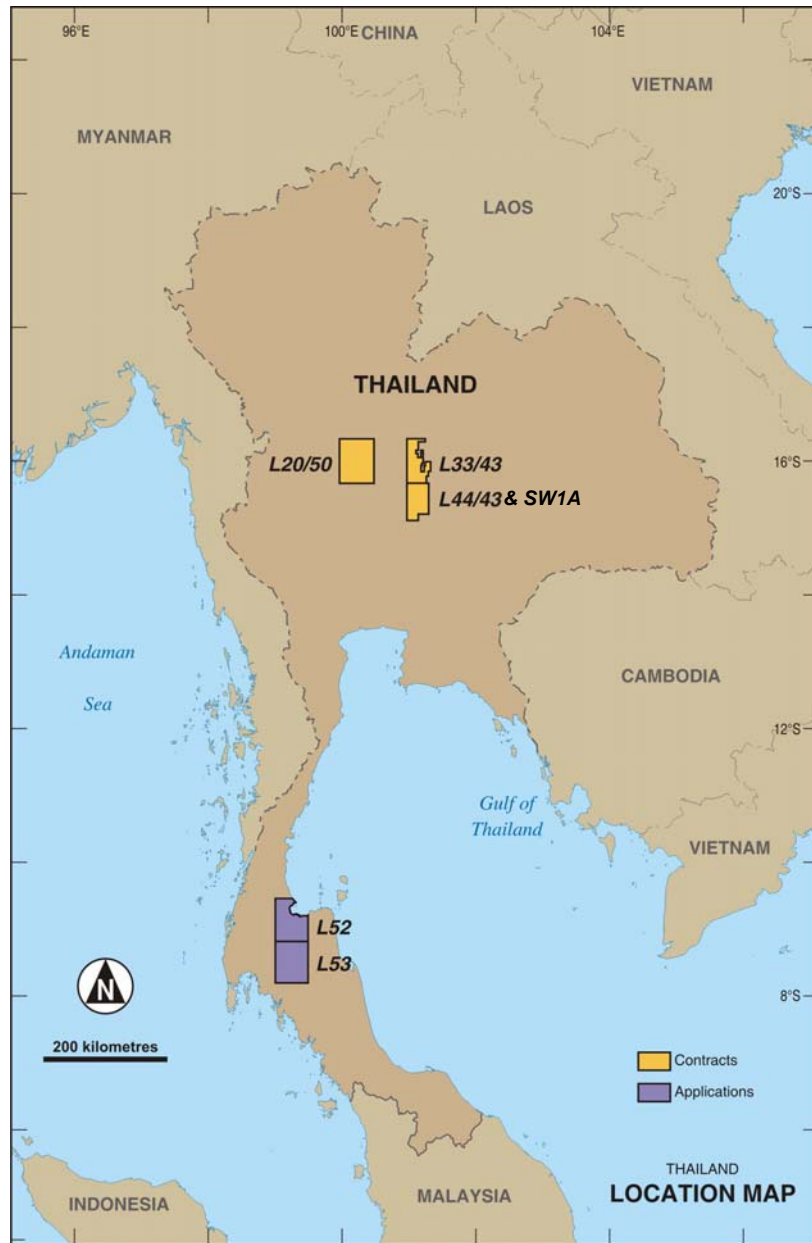 96°E
100°E
104°E
CHINA
VIETNAM
MYANMAR
20°S
LAOS
THAILAND
L20/50
L33/43
16°S
L44/43 & SW1A
Andaman
Sea
CAMBODIA
12°S
Gulf of
Thailand
VIETNAM
L52
L53
N
8°S
200 kilometres
Contracts
Applications
THAILAND
LOCATION MAP
INDONESIA
MALAYSIA